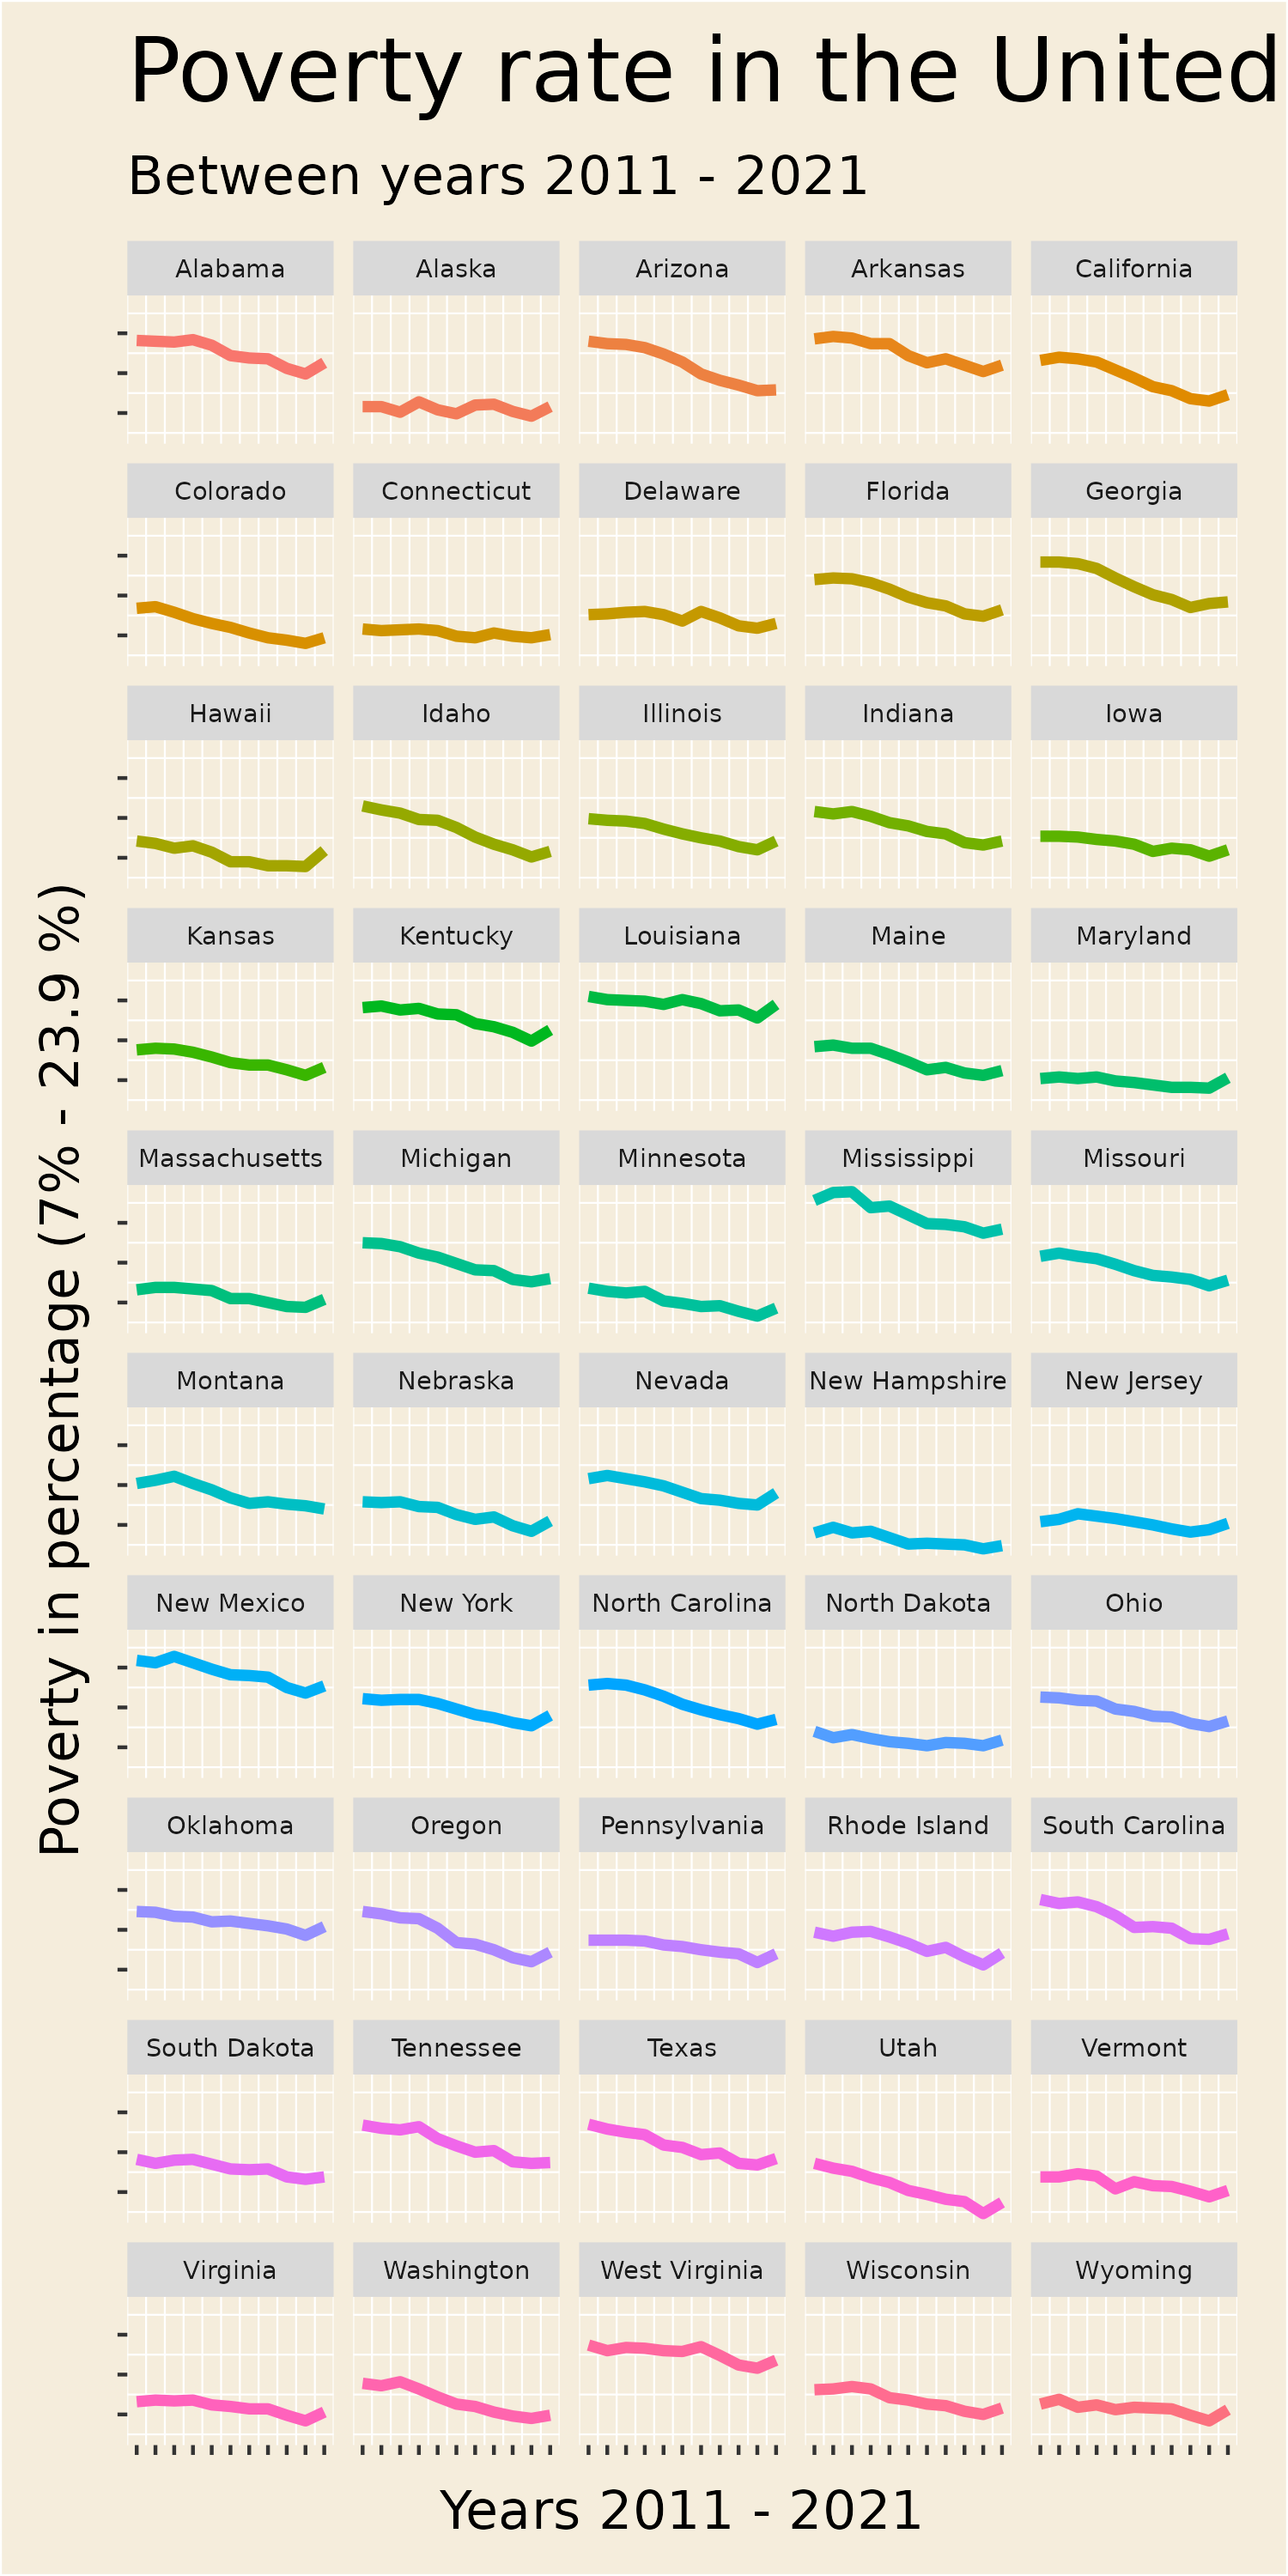 Poverty rate in the United
Between years 2011 - 2021
Alabama
Alaska
Arizona
Arkansas
California
Colorado
Connecticut
Delaware
Florida
Georgia
Hawaii
Idaho
Illinois
Indiana
Iowa
Kansas
Kentucky
Louisiana
Maine
Maryland
Massachusetts
Michigan
Minnesota
Mississippi
Missouri
Montana
Nebraska
Nevada
New Hampshire
New Jersey
New Mexico
New York
North Carolina
North Dakota
Ohio
Oklahoma
Oregon
Pennsylvania
Rhode Island
South Carolina
South Dakota
Tennessee
Texas
Utah
Vermont
Virginia
Washington
West Virginia
Wisconsin
Wyoming
Poverty in percentage (7% - 23.9 %)
Years 2011 - 2021